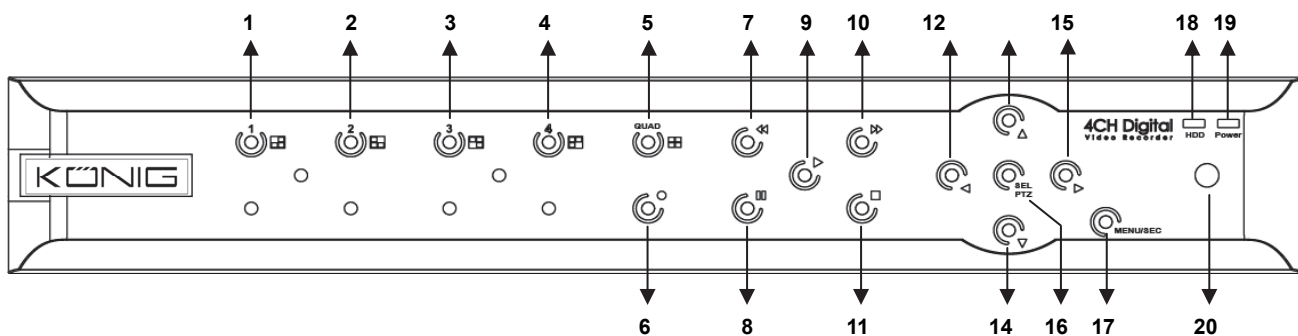 1 2 3 4 5 7 9 10 12 15 18 19
1 2 3 4 QUAD
4CH Digital
Video Recorder
HDD Power
KÖNIG
SEL
PTZ
MENU/SEC
6 8 11 14 16 17 20